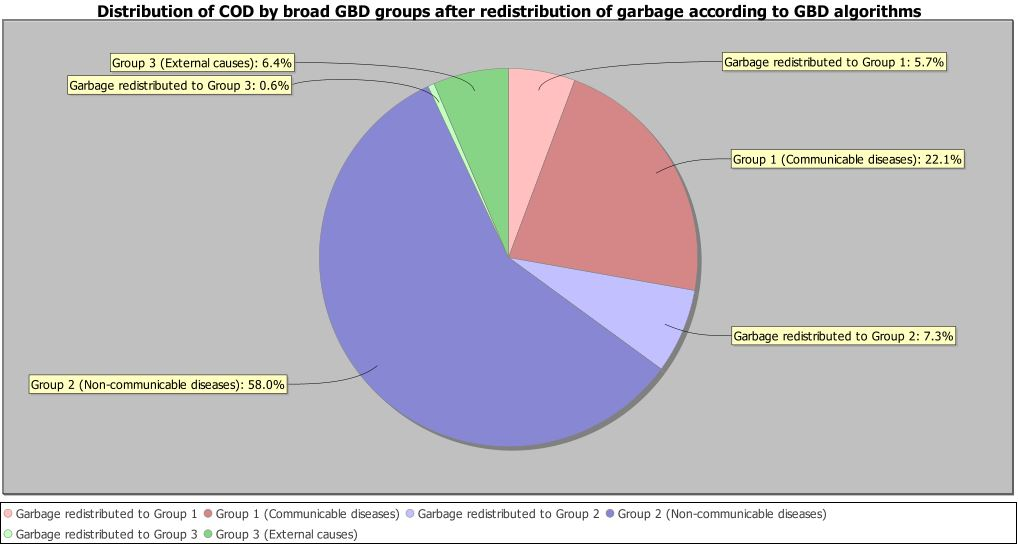 Distribution of COD by broad GBD groups after redistribution of garbage according to GBD algorithms
Group 3 (External causes): 6.4%
Garbage redistributed to Group 1: 5.7%
Garbage redistributed to Group 3: 0.6%
Group 1 (Communicable diseases): 22.1%
Garbage redistributed to Group 2: 7.3%
Group 2 (Non-communicable diseases): 58.0%
Garbage redistributed to Group 1 Group 1 (Communicable diseases) Garbage redistributed to Group 2 Group 2 (Non-communicable diseases)
Garbage redistributed to Group 3 Group 3 (External causes)